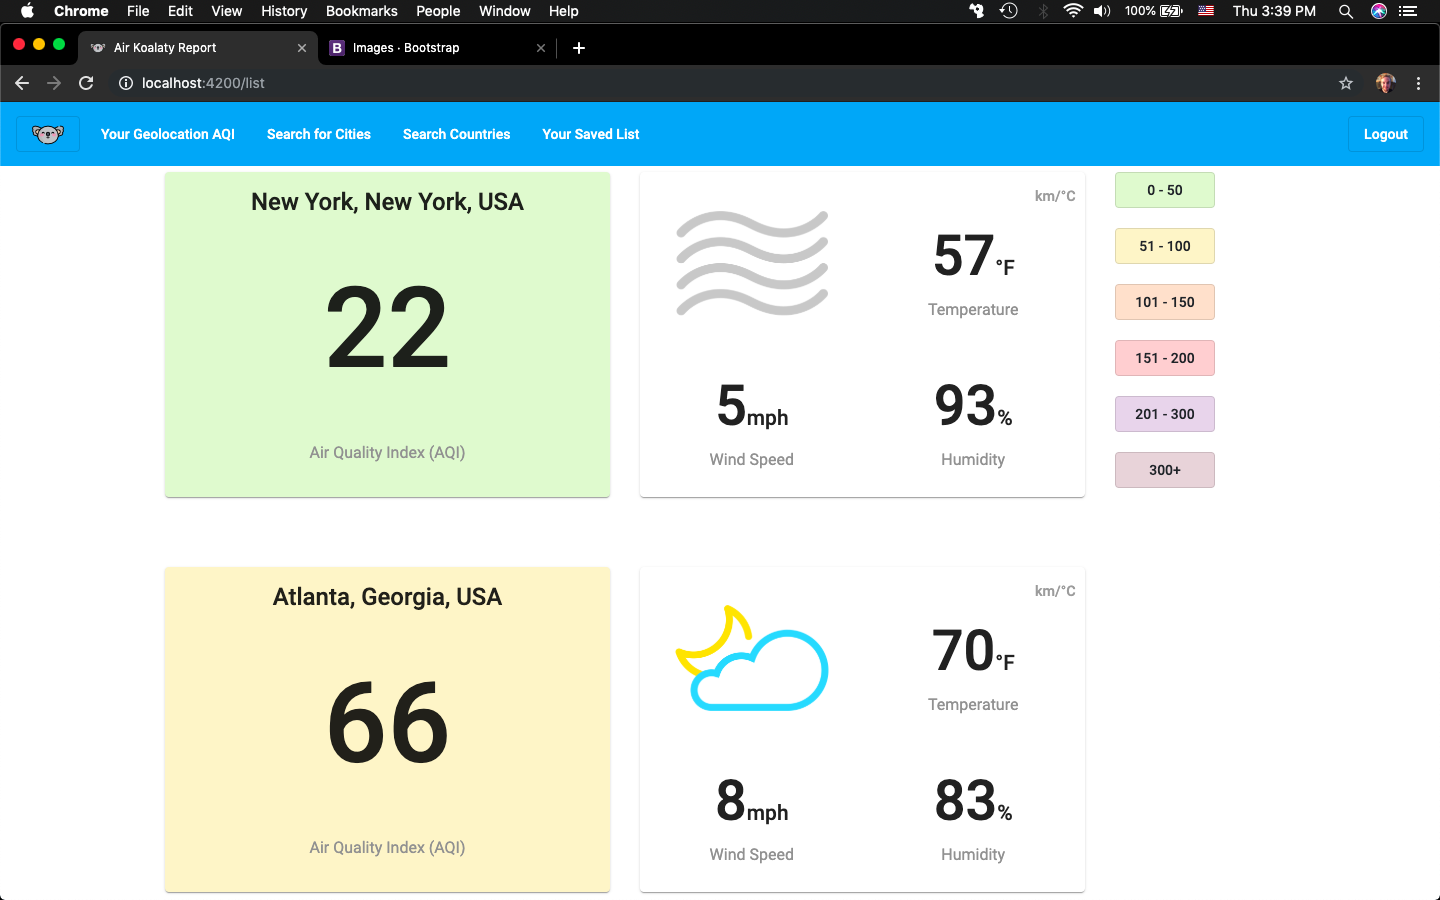 Chrome File Edit View History Bookmarks People Window Help 100% Thu 3:39 PM
Air Koalaty Report B Images · Bootstrap
localhost:4200/list
Your Geolocation AQI Search for Cities Search Countries Your Saved List Logout
New York, New York, USA
22
Air Quality Index (AQI)
km/°C
57°F
Temperature
5mph
Wind Speed
93%
Humidity
0 - 50
51 - 100
101 - 150
151 - 200
201 - 300
300+
Atlanta, Georgia, USA
66
Air Quality Index (AQI)
km/°C
70°F
Temperature
8mph
Wind Speed
83%
Humidity